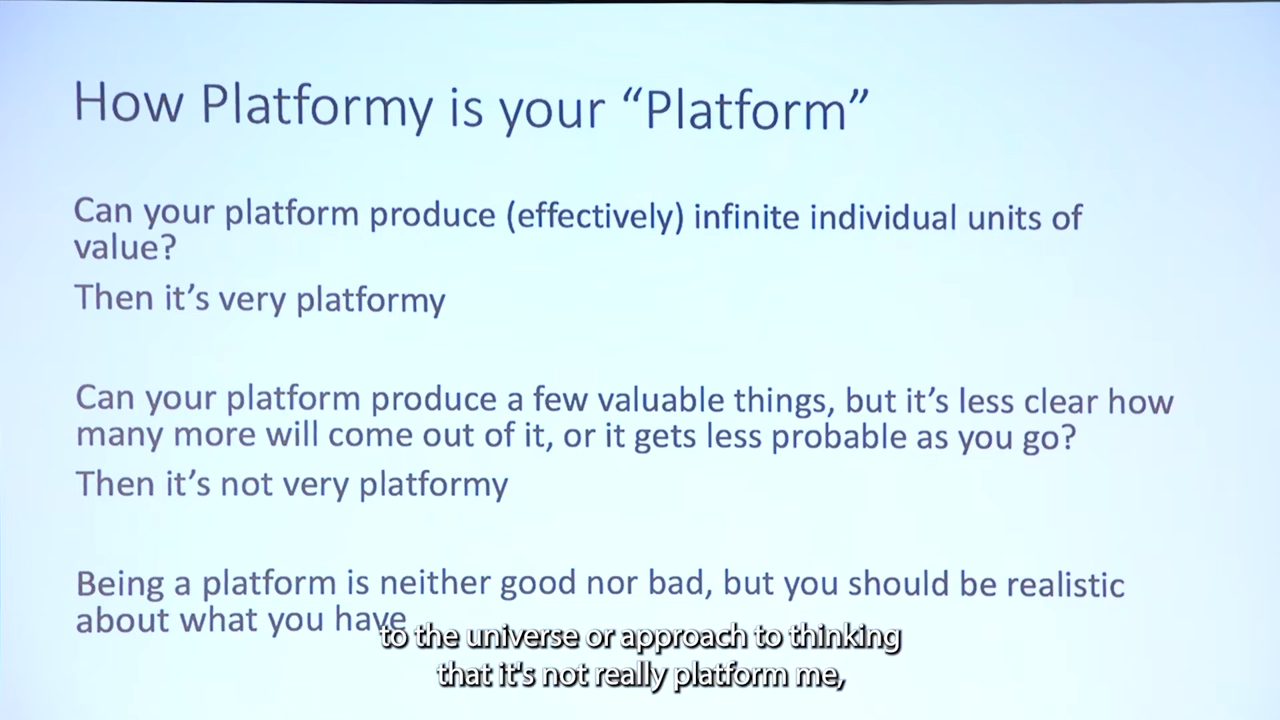 How Platformy is your “Platform”
Can your platform produce (effectively) infinite individual units of
value?
Then it’s very platformy
Can your platform produce a few valuable things, but it’s less clear how
many more will come out of it, or it gets less probable as you go?
Then it’s not very platformy
Being a platform is neither good nor bad, but you should be realistic
about what you have
to the universe or approach to thinking
that it's not really platform me,